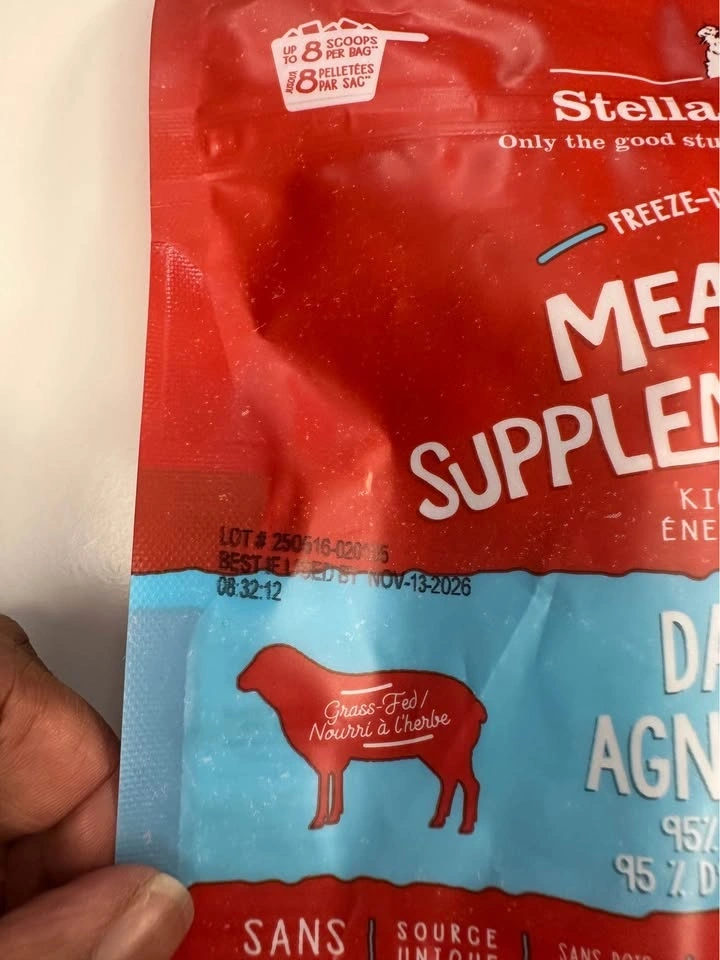 UP TO 8 SCOOPS PER BAG**
JUSQU'À 8 PELLETÉES PAR SAC**
Stella
Only the good stu
FREEZE-D
MEA
SUPPLEM
KI
ÉNE
LOT # 250516-020
BEST IF USED BY NOV-13-2026
08:32:12
Grass-Fed/
Nourri à l'herbe
DA
AGN
95%
95 % D
SANS
SOURCE
UNIQUE
SANS